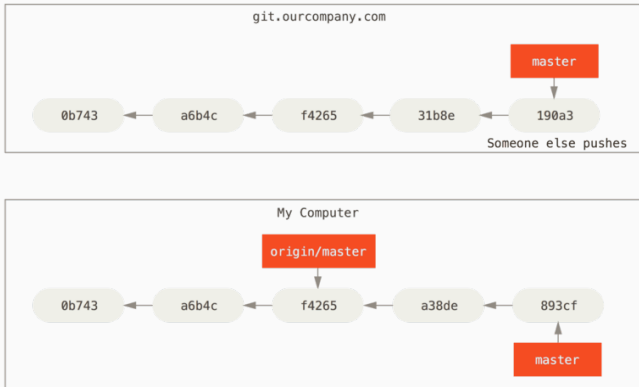 git.ourcompany.com
master
0b743 a6b4c f4265 31b8e 190a3
Someone else pushes
My Computer
origin/master
0b743 a6b4c f4265 a38de 893cf
master